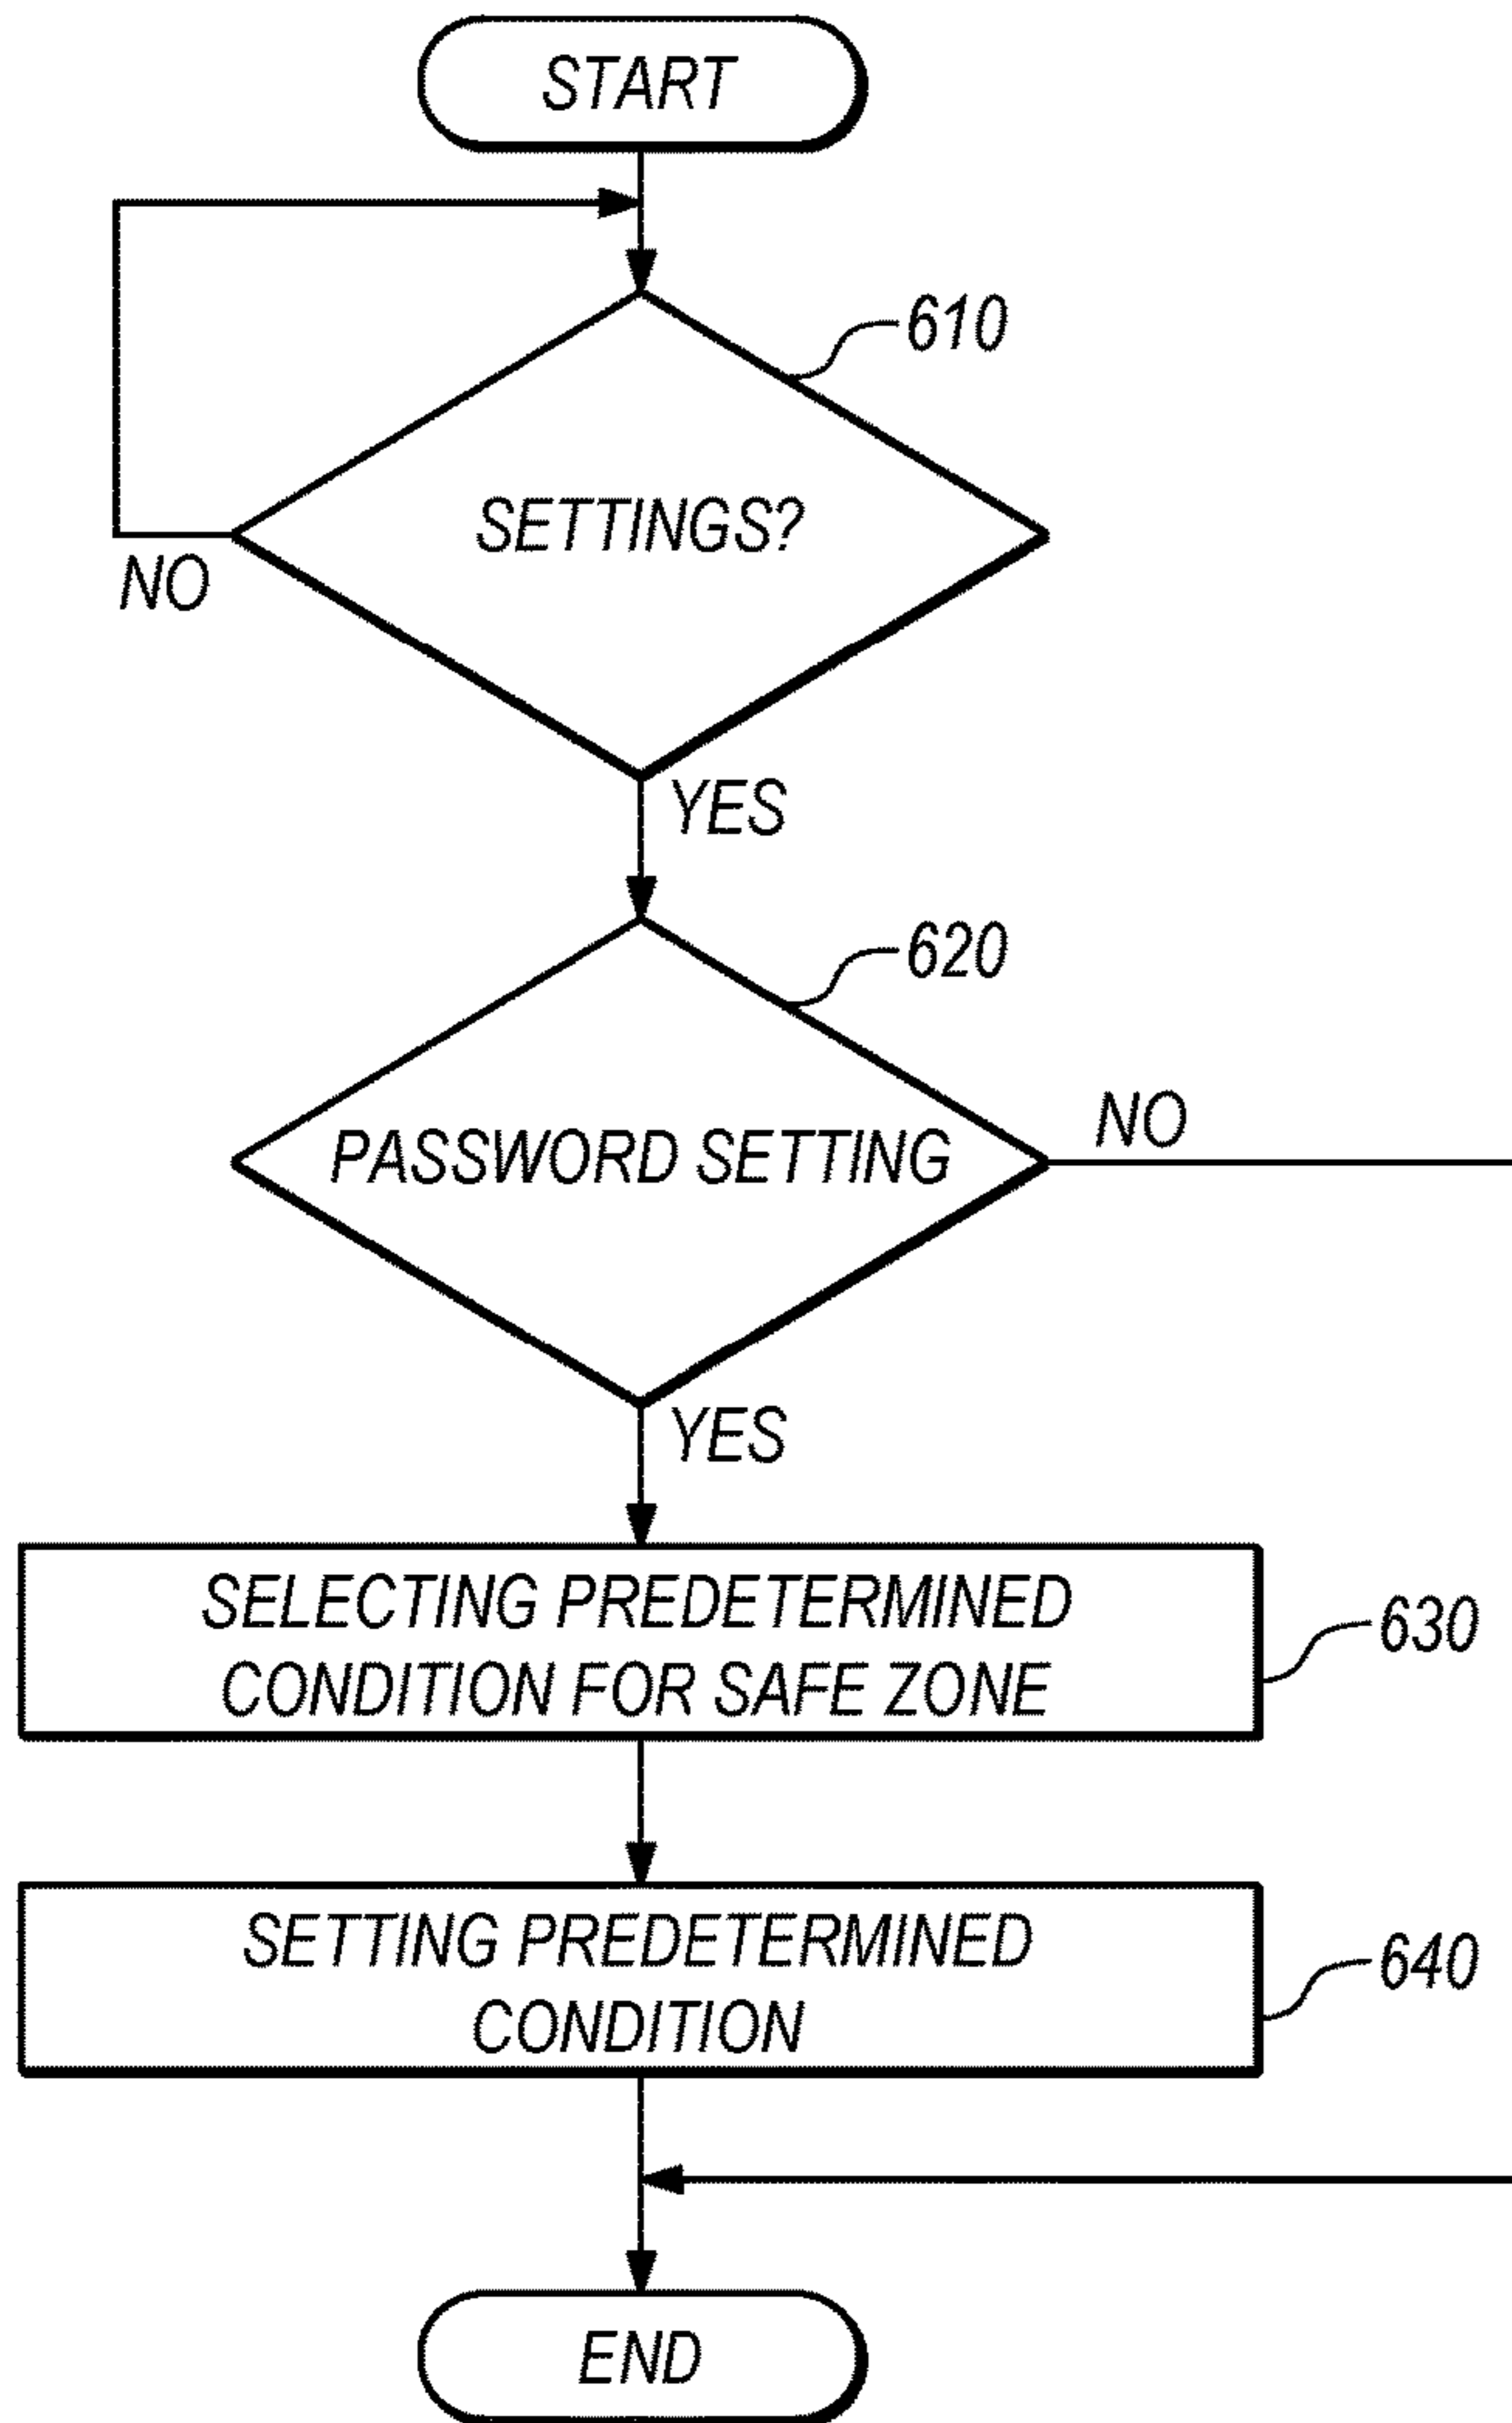 START
610
SETTINGS?
NO
YES
620
PASSWORD SETTING
NO
YES
SELECTING PREDETERMINED
CONDITION FOR SAFE ZONE
630
SETTING PREDETERMINED
CONDITION
640
END